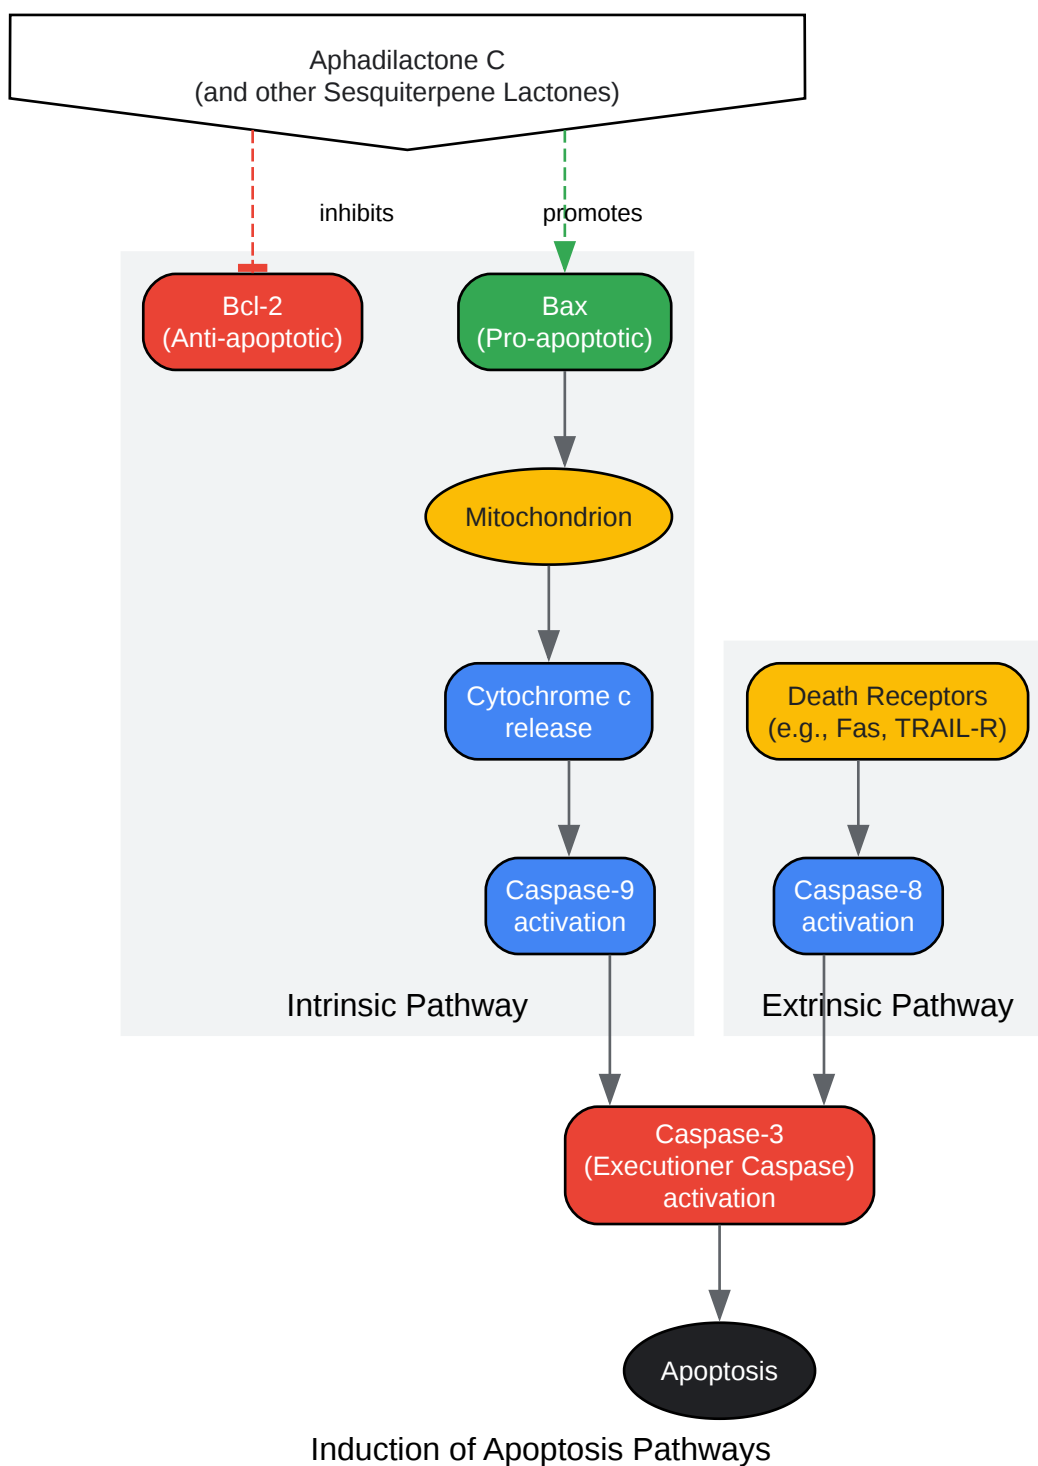 Aphadilactone C
(and other Sesquiterpene Lactones)
inhibits
promotes
Bcl-2
(Anti-apoptotic)
Bax
(Pro-apoptotic)
Mitochondrion
Cytochrome c
release
Death Receptors
(e.g., Fas, TRAIL-R)
Caspase-9
activation
Caspase-8
activation
Intrinsic Pathway
Extrinsic Pathway
Caspase-3
(Executioner Caspase)
activation
Apoptosis
Induction of Apoptosis Pathways